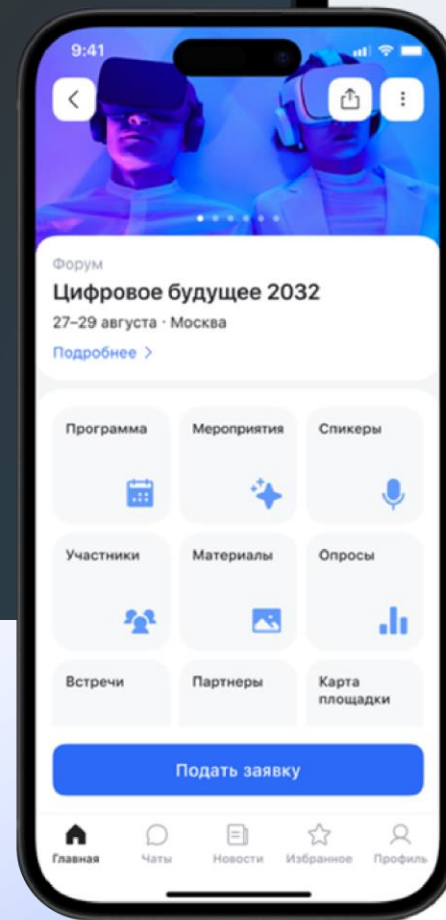 9:41
Форум
Цифровое будущее 2032
27–29 августа · Москва
Подробнее >
Программа
Мероприятия
Спикеры
Участники
Материалы
Опросы
Встречи
Партнеры
Карта
площадки
Подать заявку
Главная
Чаты
Новости
Избранное
Профиль